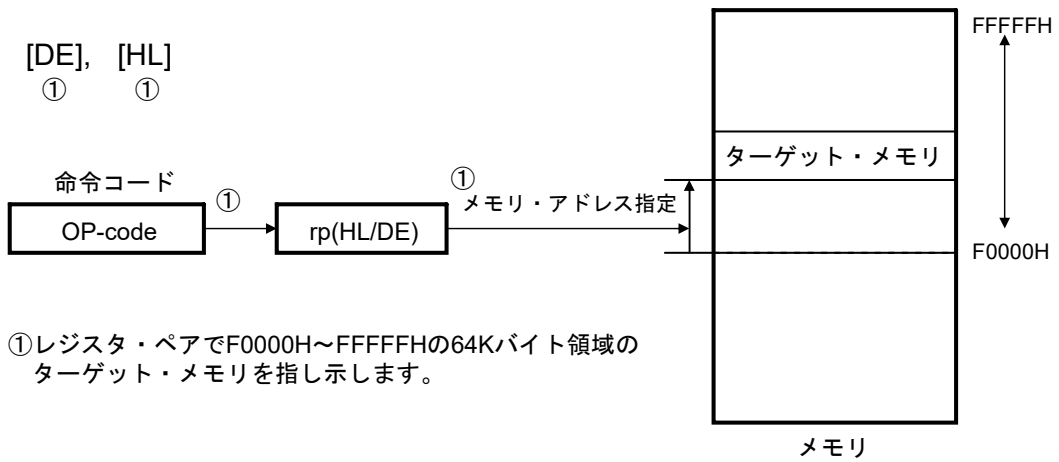 FFFFFH
[DE], [HL]
① ①
ターゲット・メモリ
命令コード
①
①
メモリ・アドレス指定
OP-code
rp(HL/DE)
F0000H
①レジスタ・ペアでF0000H～FFFFFHの64Kバイト領域の
ターゲット・メモリを指し示します。
メモリ